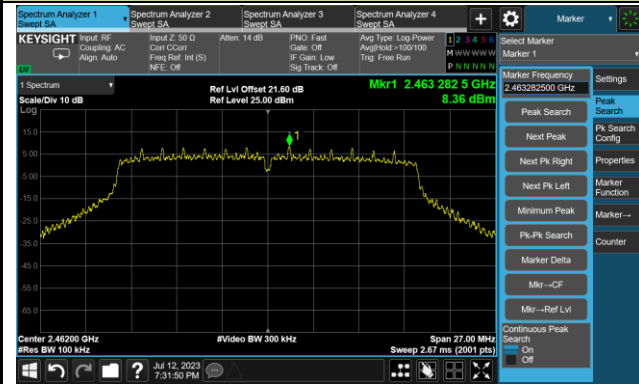 Spectrum Analyzer 1
Swept SA
Spectrum Analyzer 2
Swept SA
Spectrum Analyzer 3
Swept SA
Spectrum Analyzer 4
Swept SA
+
Marker
KEYSIGHT
Input: RF
Coupling: AC
Align: Auto
Input Z: 50 Ω
Corr CCorr
Freq Ref: Int (S)
NFE: Off
Atten: 14 dB
PNO: Fast
Gate: Off
IF Gain: Low
Sig Track: Off
Avg Type: Log-Power
Avg|Hold:>100/100
Trig: Free Run
1 2 3 4 5 6
M W W W W W
P N N N N N
Select Marker
Marker 1
1 Spectrum
Scale/Div 10 dB
Log
Ref Lvl Offset 21.60 dB
Ref Level 25.00 dBm
Mkr1 2.463 282 5 GHz
8.36 dBm
1
15.0
5.00
-5.00
-15.0
-25.0
-35.0
-45.0
-55.0
-65.0
Center 2.46200 GHz
#Res BW 100 kHz
#Video BW 300 kHz
Span 27.00 MHz
Sweep 2.67 ms (2001 pts)
Marker Frequency
2.463282500 GHz
Peak Search
Next Peak
Next Pk Right
Next Pk Left
Minimum Peak
Pk-Pk Search
Marker Delta
Mkr→CF
Mkr→Ref Lvl
Continuous Peak
Search
On
Off
Settings
Peak
Search
Pk Search
Config
Properties
Marker
Function
Marker→
Counter
?
Jul 12, 2023
7:31:50 PM